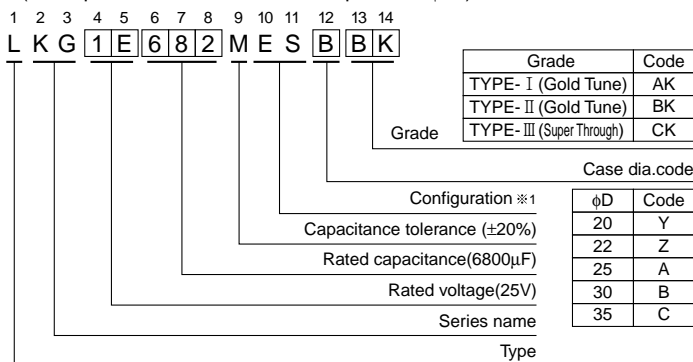 1 2 3 4 5 6 7 8 9 10 11 12 13 14
L K G 1 E 6 8 2 M E S B B K
Grade Code
TYPE-Ⅰ (Gold Tune) AK
TYPE-Ⅱ (Gold Tune) BK
TYPE-Ⅲ (Super Through) CK
Grade
Case dia.code
Configuration ※1
Capacitance tolerance (±20%)
Rated capacitance(6800µF)
Rated voltage(25V)
Series name
Type
ϕD Code
20 Y
22 Z
25 A
30 B
35 C